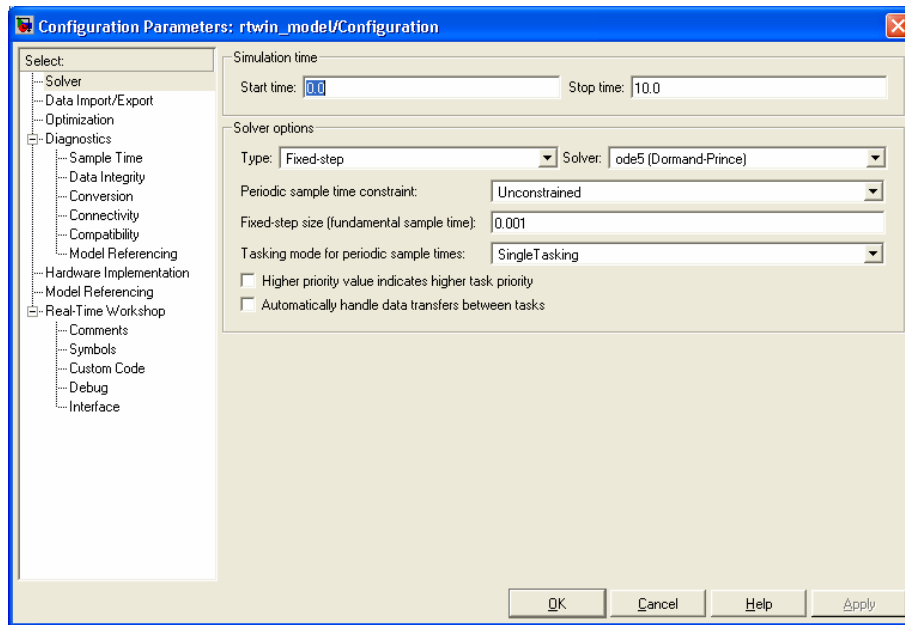 Configuration Parameters: rtwin_model/Configuration
Select:
Solver
Data Import/Export
Optimization
Diagnostics
Sample Time
Data Integrity
Conversion
Connectivity
Compatibility
Model Referencing
Hardware Implementation
Model Referencing
Real-Time Workshop
Comments
Symbols
Custom Code
Debug
Interface
Simulation time
Start time: 0.0 Stop time: 10.0
Solver options
Type: Fixed-step Solver: ode5 (Dormand-Prince)
Periodic sample time constraint: Unconstrained
Fixed-step size (fundamental sample time): 0.001
Tasking mode for periodic sample times: SingleTasking
Higher priority value indicates higher task priority
Automatically handle data transfers between tasks
OK Cancel Help Apply